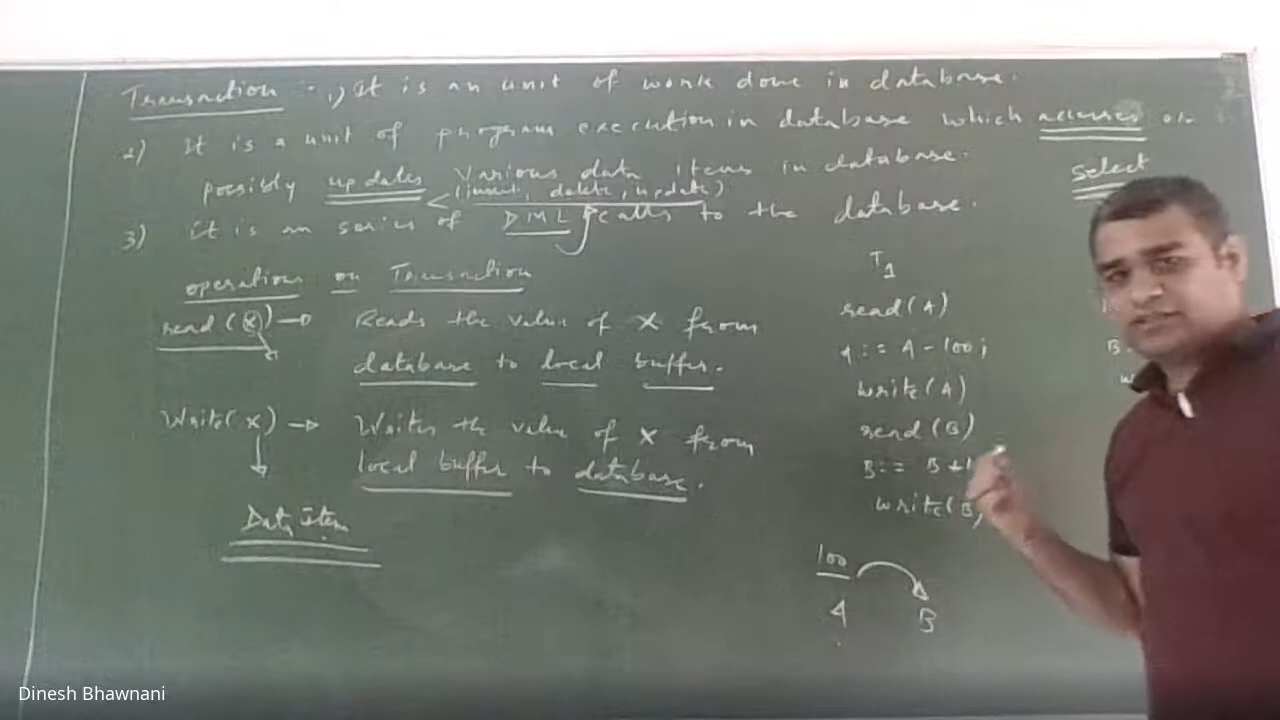 Transaction :- 1) It is an unit of work done in database.
2) It is a unit of program execution in database which accesses or
possibly updates various data items in database.
(insert, delete, update)
select
3) It is an series of DML calls to the database.
operations on Transaction
read (X) → Reads the value of X from
database to local buffer.
Write(X) → Writes the value of X from
local buffer to database.
Data item
T1
read(A)
A := A - 100;
write(A)
read(B)
B := B + 1
write(B)
100
A
B
B
Dinesh Bhawnani